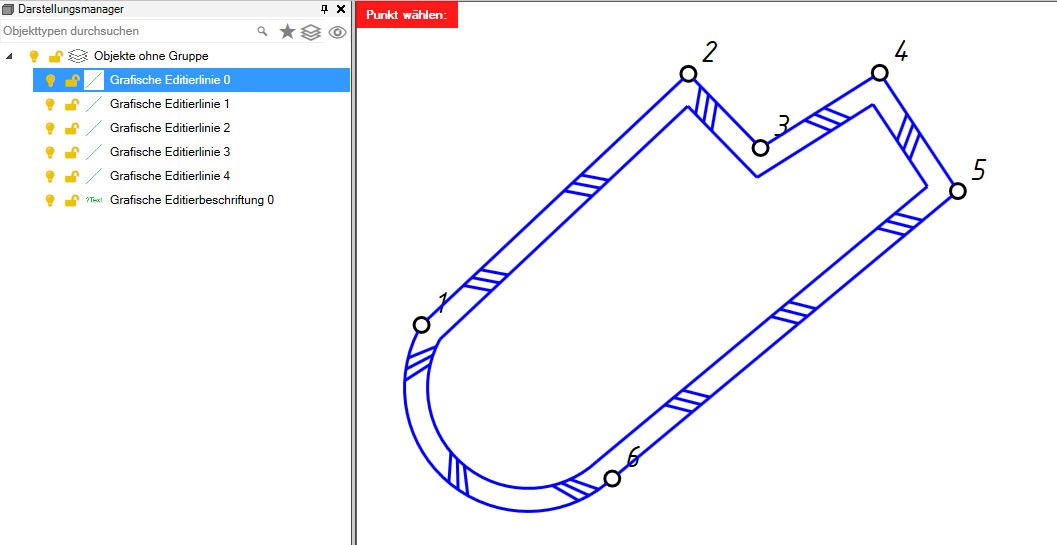 Darstellungsmanager
Objekttypen durchsuchen
Objekte ohne Gruppe
Grafische Editierlinie 0
Grafische Editierlinie 1
Grafische Editierlinie 2
Grafische Editierlinie 3
Grafische Editierlinie 4
?Text Grafische Editierbeschriftung 0
Punkt wählen:
2
4
3
5
1
6